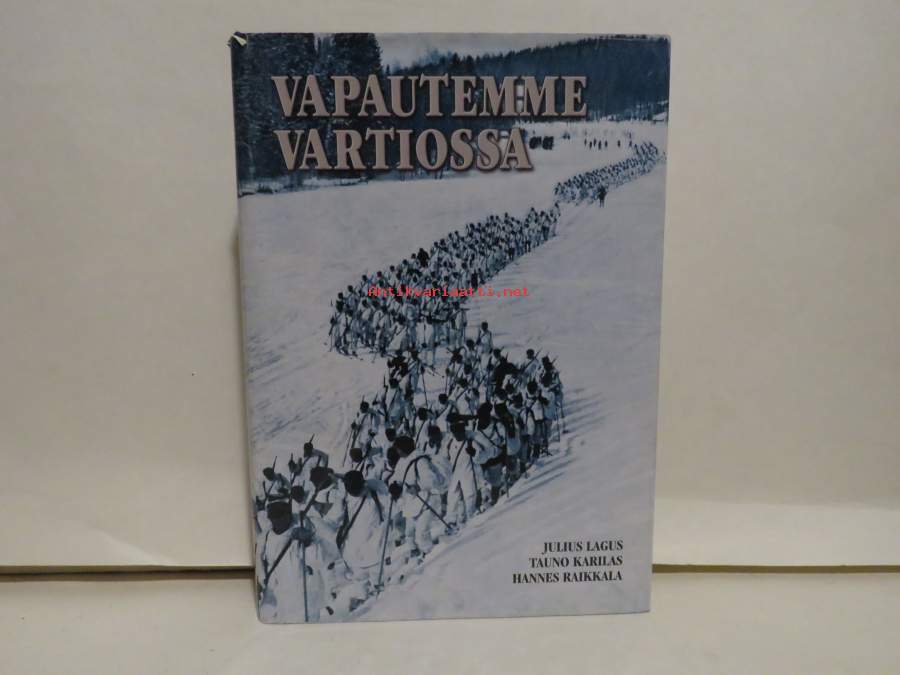 VAPAUTEMME
VARTIOSSA
Antikvariaatti.net
JULIUS LAGUS
TAUNO KARILAS
HANNES RAIKKALA